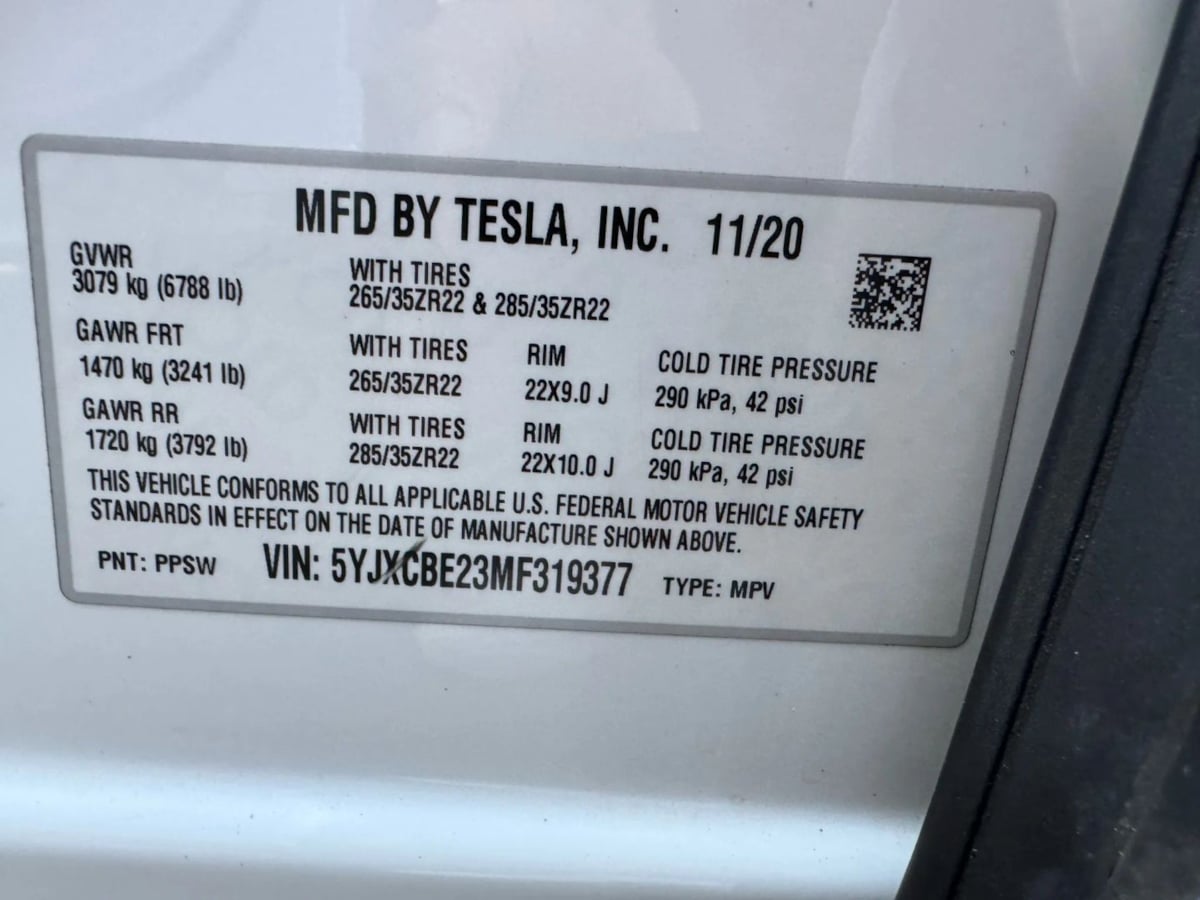 MFD BY TESLA, INC. 11/20
GVWR
3079 kg (6788 lb)
WITH TIRES
265/35ZR22 & 285/35ZR22
GAWR FRT
1470 kg (3241 lb)
WITH TIRES
265/35ZR22
RIM
22X9.0 J
COLD TIRE PRESSURE
290 kPa, 42 psi
GAWR RR
1720 kg (3792 lb)
WITH TIRES
285/35ZR22
RIM
22X10.0 J
COLD TIRE PRESSURE
290 kPa, 42 psi
THIS VEHICLE CONFORMS TO ALL APPLICABLE U.S. FEDERAL MOTOR VEHICLE SAFETY
STANDARDS IN EFFECT ON THE DATE OF MANUFACTURE SHOWN ABOVE.
PNT: PPSW VIN: 5YJXCBE23MF319377 TYPE: MPV